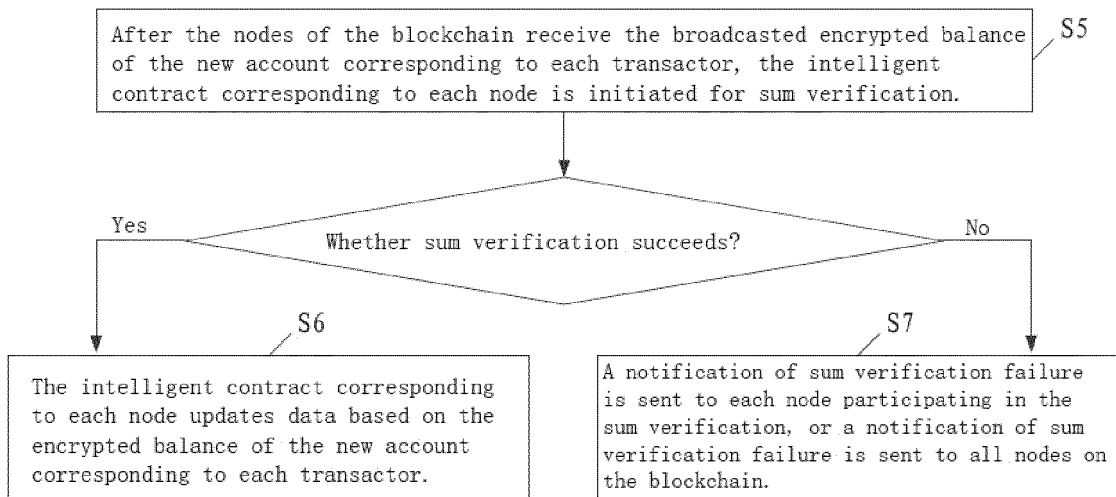 After the nodes of the blockchain receive the broadcasted encrypted balance
of the new account corresponding to each transactor, the intelligent
contract corresponding to each node is initiated for sum verification.
S5
Yes
Whether sum verification succeeds?
No
S6
The intelligent contract corresponding
to each node updates data based on the
encrypted balance of the new account
corresponding to each transactor.
S7
A notification of sum verification failure
is sent to each node participating in the
sum verification, or a notification of sum
verification failure is sent to all nodes on
the blockchain.